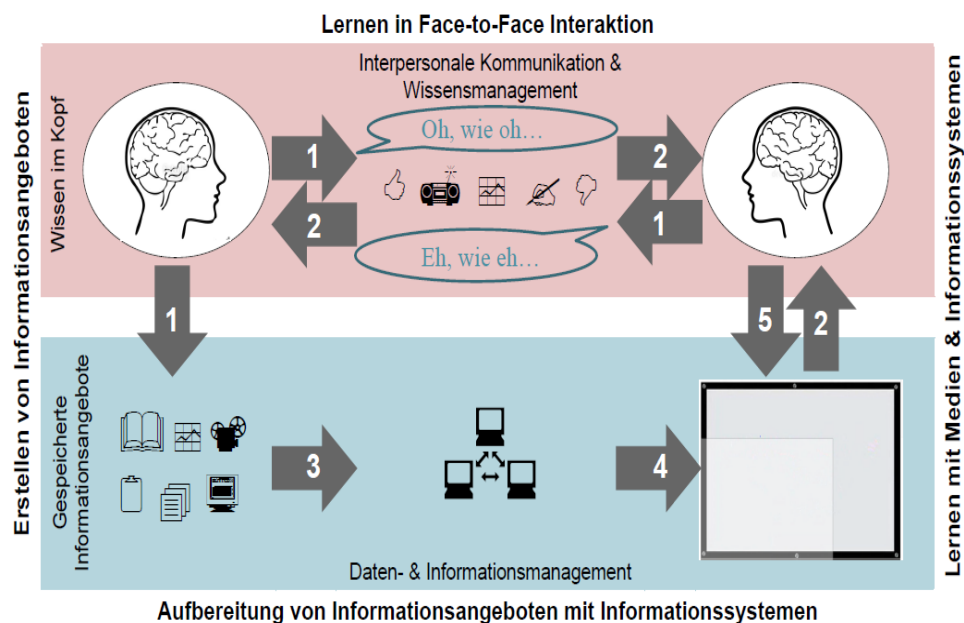 Lernen in Face-to-Face Interaktion
Interpersonale Kommunikation &
Wissensmanagement
Erstellen von Informationsangeboten
Wissen im Kopf
Oh, wie oh…
1
2
2
1
Eh, wie eh…
1
5
2
Lernen mit Medien & Informationssystemen
Gespeicherte
Informationsangebote
3
4
Daten- & Informationsmanagement
Aufbereitung von Informationsangeboten mit Informationssystemen